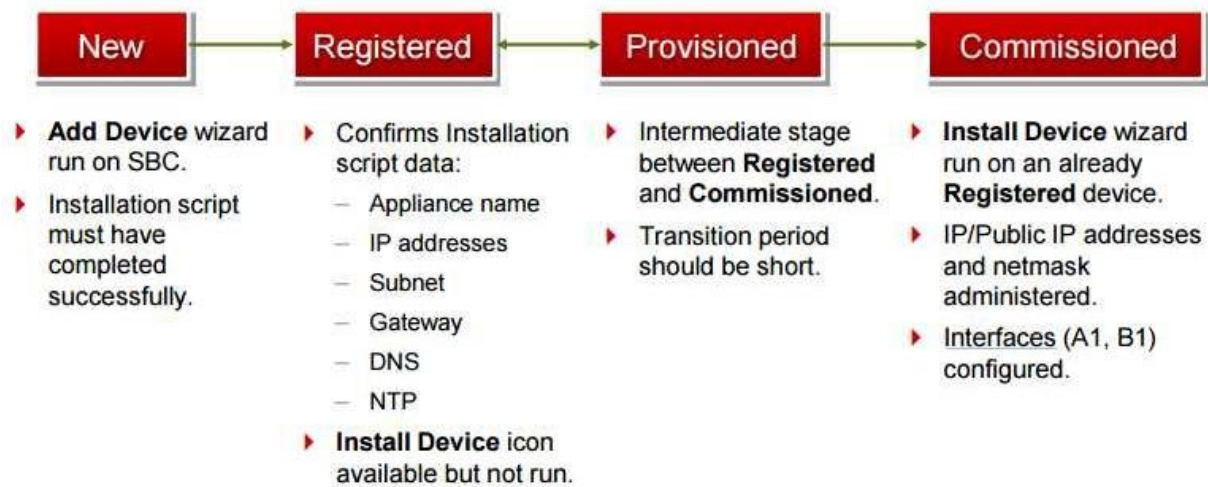 New
Registered
Provisioned
Commissioned
Add Device wizard
run on SBC.
Installation script
must have
completed
successfully.
Confirms Installation
script data:
– Appliance name
– IP addresses
– Subnet
– Gateway
– DNS
– NTP
Install Device icon
available but not run.
Intermediate stage
between Registered
and Commissioned.
Transition period
should be short.
Install Device wizard
run on an already
Registered device.
IP/Public IP addresses
and netmask
administered.
Interfaces (A1, B1)
configured.